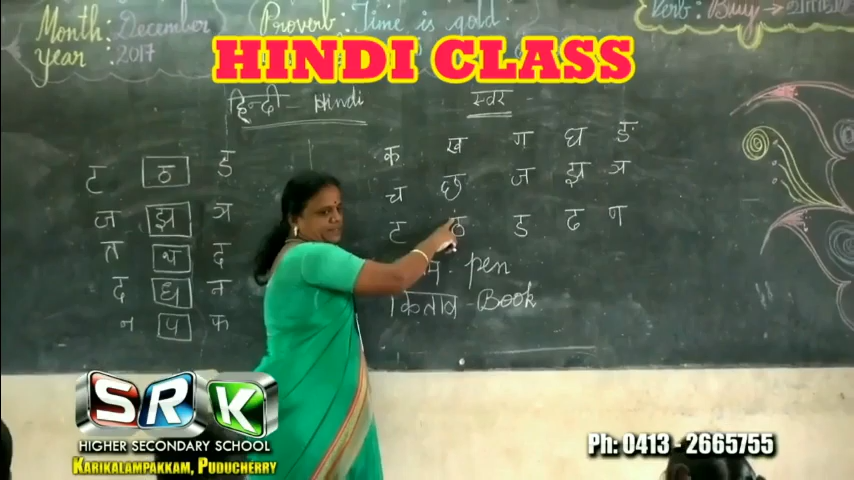 Month: December
Year : 2017
Proverb: Time is gold.
Verb: Buy →
HINDI CLASS
हिन्दी - Hindi
स्वर
क ख ग घ ङ
च छ ज झ ञ
ट ठ ड ढ ण
pen
किताब - Book
ट ठ ड
ज झ ञ
त थ द
द ध न
न प फ
SRK
HIGHER SECONDARY SCHOOL
KARIKALAMPAKKAM, PUDUCHERRY
Ph: 0413 - 2665755